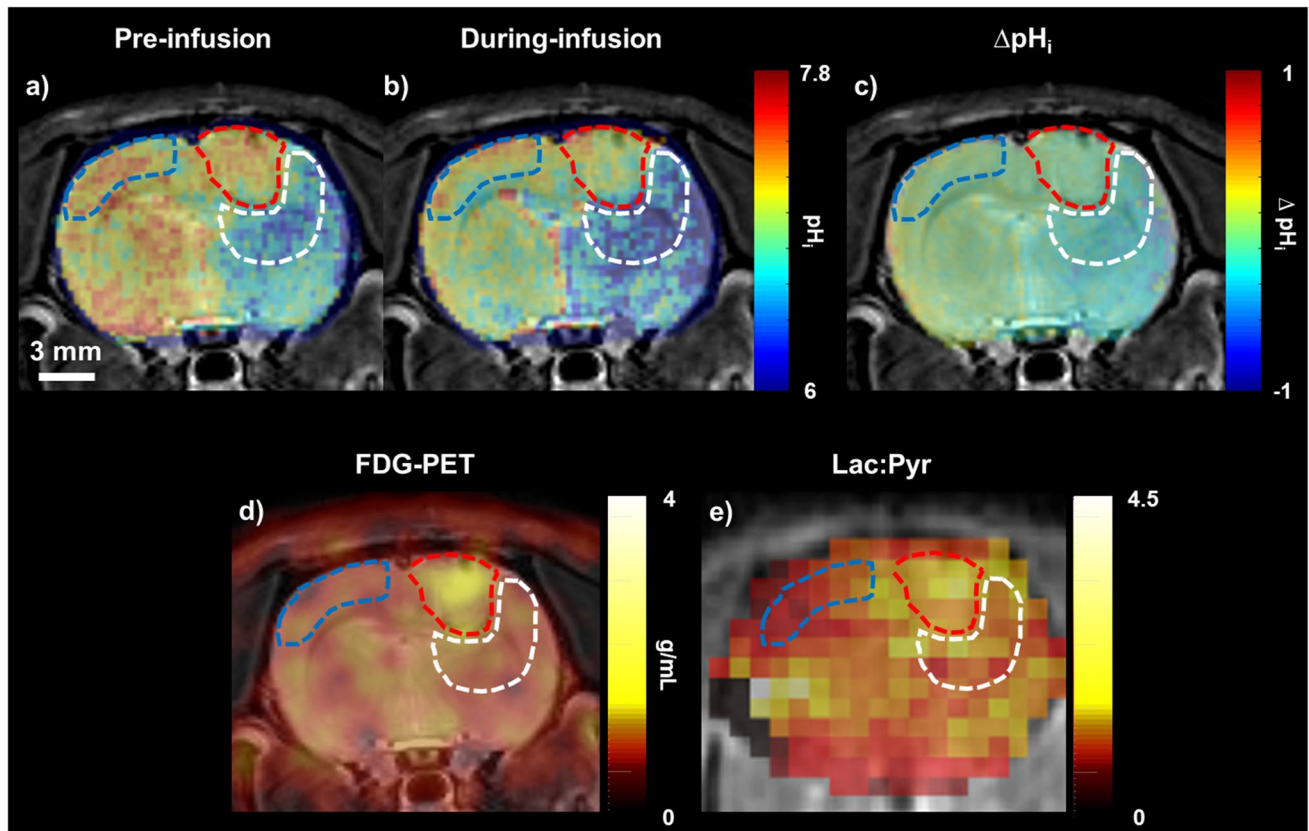 Pre-infusion
During-infusion
ΔpHᵢ
a)
b)
7.8
c)
1
pHᵢ
Δ pHᵢ
3 mm
6
-1
FDG-PET
Lac:Pyr
d)
4
e)
4.5
g/mL
0
0